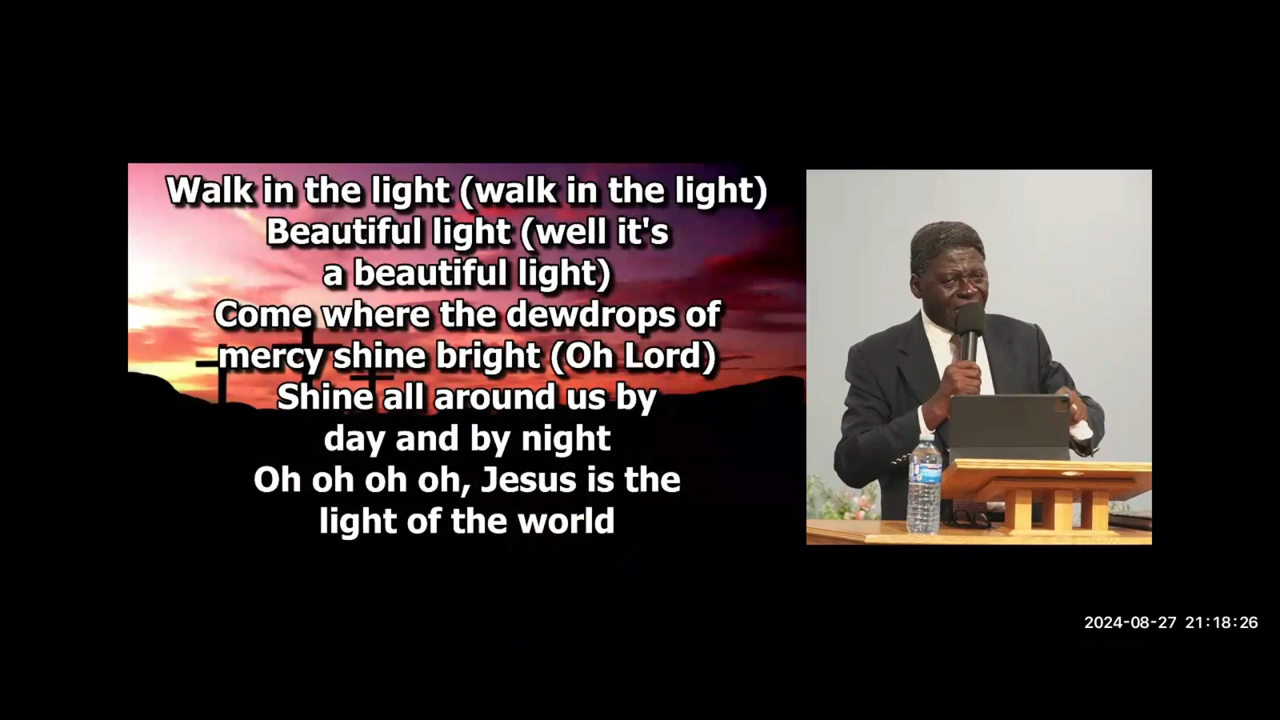 Walk in the light (walk in the light)
Beautiful light (well it's
a beautiful light)
Come where the dewdrops of
mercy shine bright (Oh Lord)
Shine all around us by
day and by night
Oh oh oh oh, Jesus is the
light of the world
2024-08-27 21:18:26